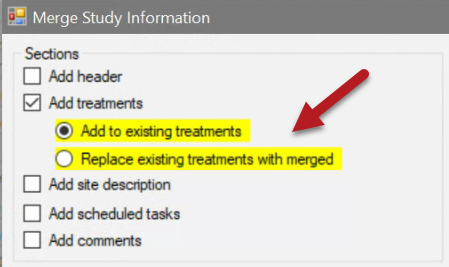 Merge Study Information
Sections
Add header
Add treatments
Add to existing treatments
Replace existing treatments with merged
Add site description
Add scheduled tasks
Add comments